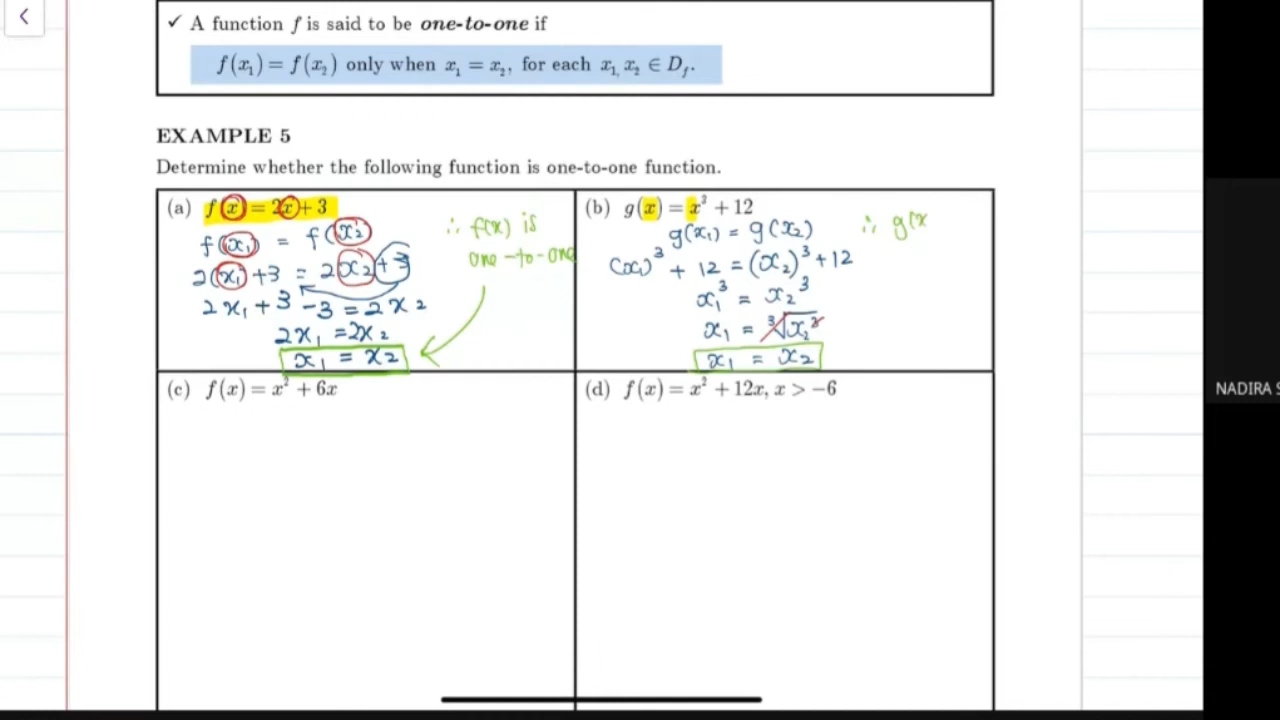 ✓ A function f is said to be one-to-one if
f(x₁) = f(x₂) only when x₁ = x₂, for each x₁, x₂ ∈ D_f.
EXAMPLE 5
Determine whether the following function is one-to-one function.
(a) f(x) = 2x + 3
f(x₁) = f(x₂)
2(x₁) + 3 = 2(x₂) + 3
2x₁ + 3 - 3 = 2x₂
2x₁ = 2x₂
x₁ = x₂
∴ f(x) is
one-to-one
(b) g(x) = x³ + 12
g(x₁) = g(x₂)
(x₁)³ + 12 = (x₂)³ + 12
x₁³ = x₂³
x₁ = ³√x₂³
x₁ = x₂
∴ g(x
(c) f(x) = x² + 6x
(d) f(x) = x² + 12x, x > -6
NADIRA S